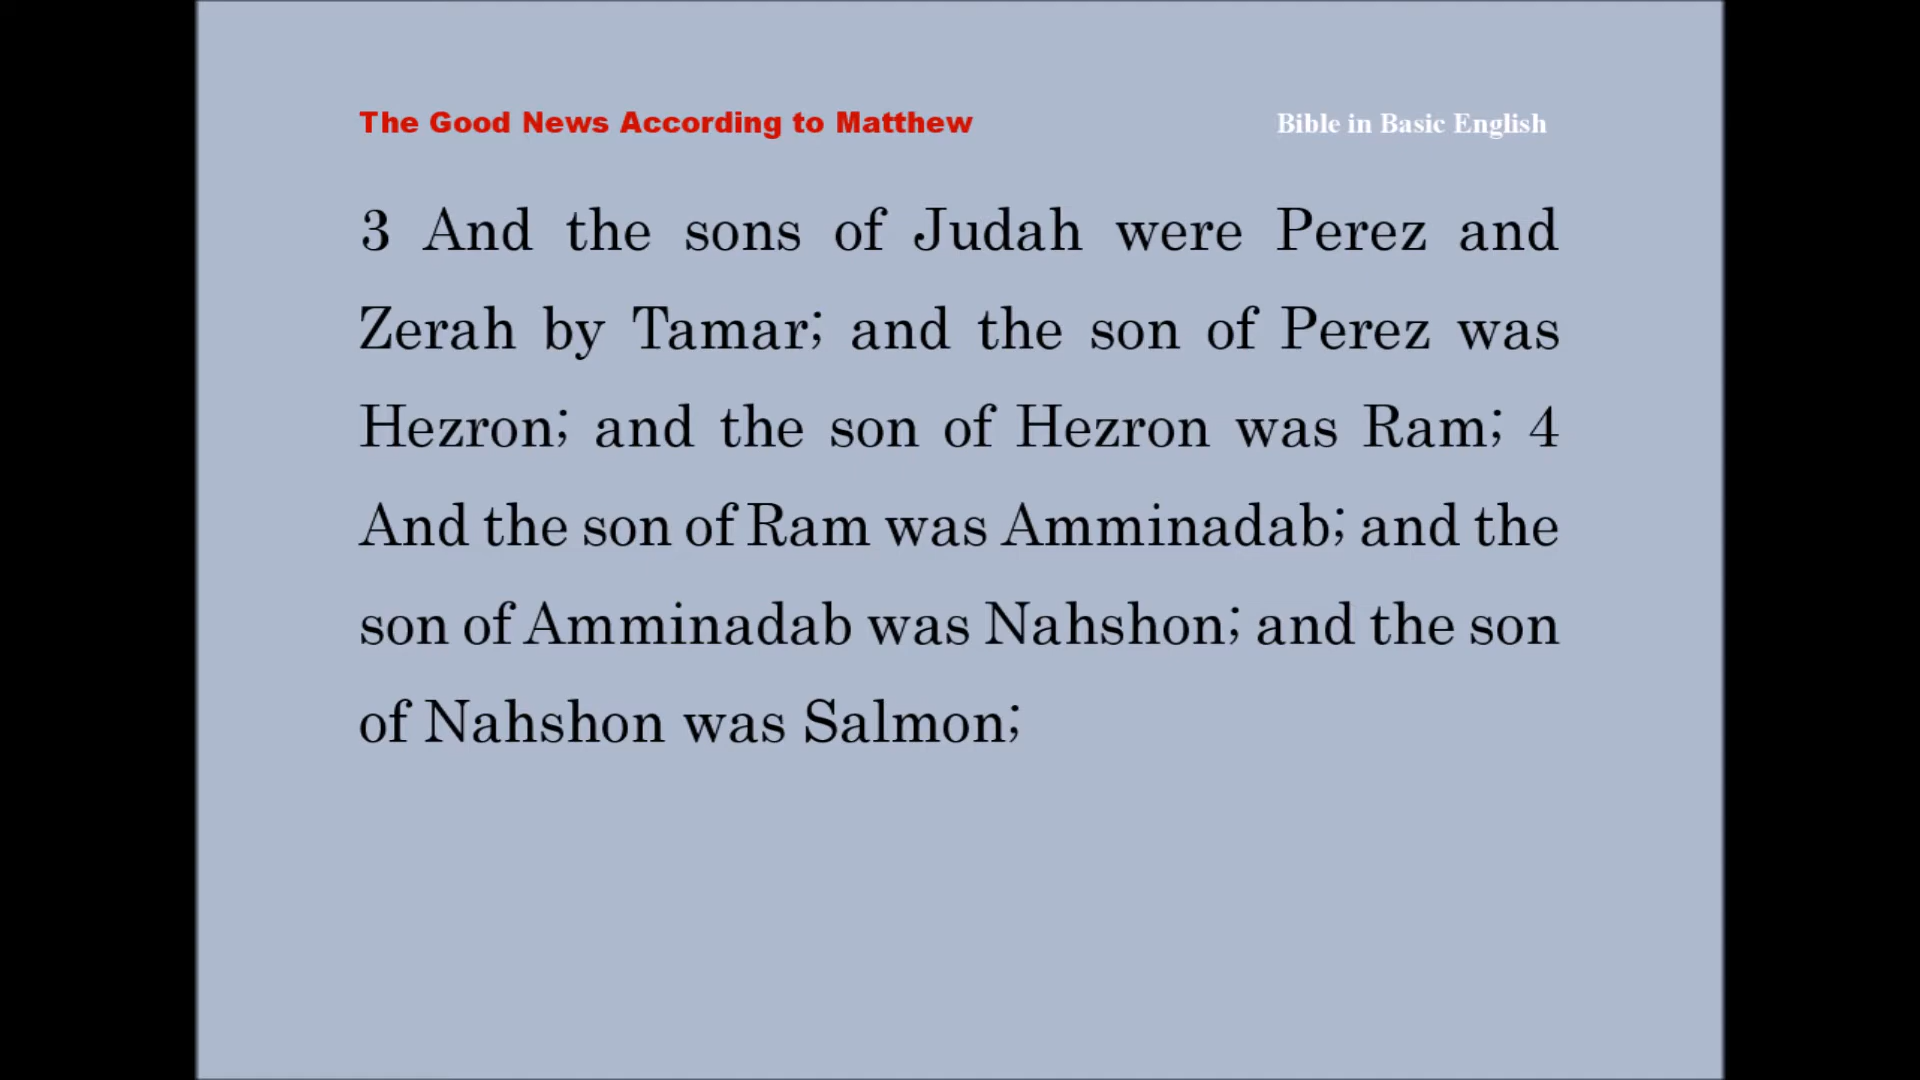 The Good News According to Matthew Bible in Basic English
3 And the sons of Judah were Perez and
Zerah by Tamar; and the son of Perez was
Hezron; and the son of Hezron was Ram; 4
And the son of Ram was Amminadab; and the
son of Amminadab was Nahshon; and the son
of Nahshon was Salmon;